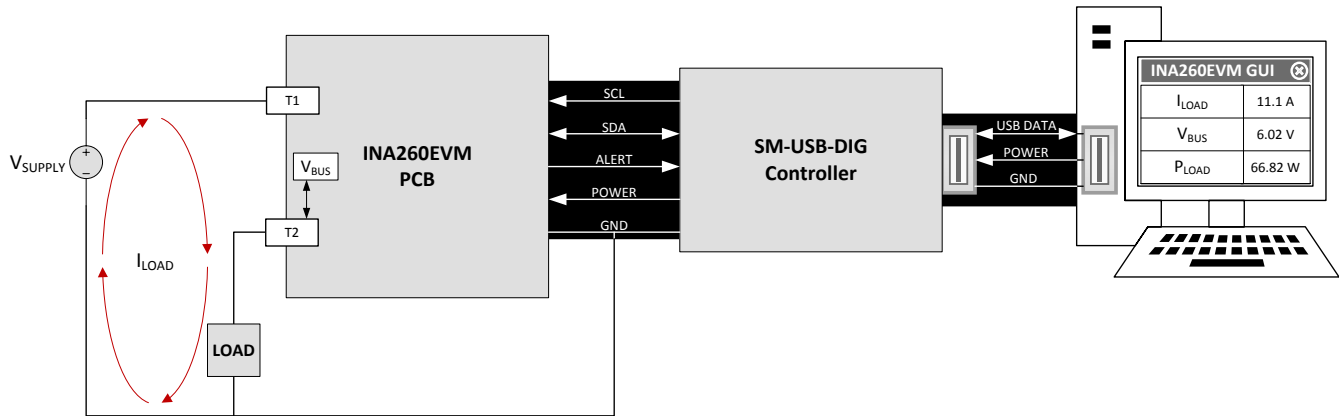 V_SUPPLY
+
−
I_LOAD
LOAD
T1
V_BUS
T2
INA260EVM
PCB
SCL
SDA
ALERT
POWER
GND
SM-USB-DIG
Controller
USB DATA
POWER
GND
INA260EVM GUI
I_LOAD 11.1 A
V_BUS 6.02 V
P_LOAD 66.82 W